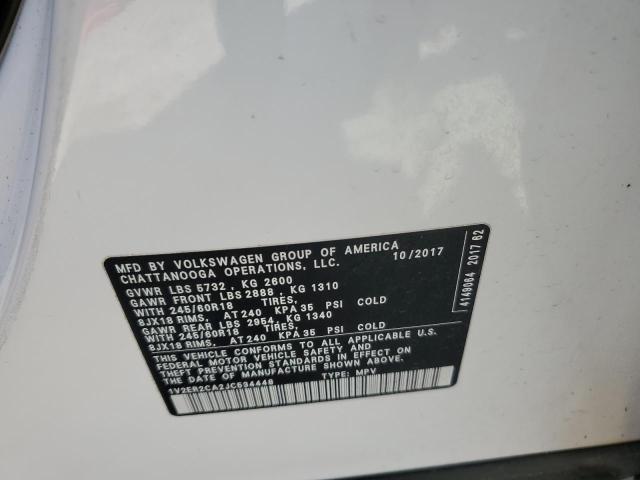 MFD BY VOLKSWAGEN GROUP OF AMERICA
CHATTANOOGA OPERATIONS, LLC. 10/2017
GVWR LBS 5732 , KG 2600
GAWR FRONT LBS 2888 , KG 1310
WITH 245/60R18 TIRES,
8JX18 RIMS, AT 240 KPA 35 PSI COLD
GAWR REAR LBS 2954, KG 1340
WITH 245/60R18 TIRES,
8JX18 RIMS, AT 240 KPA 35 PSI COLD
THIS VEHICLE CONFORMS TO ALL APPLICABLE U.S.
FEDERAL MOTOR VEHICLE SAFETY AND
THEFT PREVENTION STANDARDS IN EFFECT
ON THE DATE OF MANUFACTURE SHOWN ABOVE.
1V2ER2CA2JC594448 TYPE: MPV
4149064 2017 62